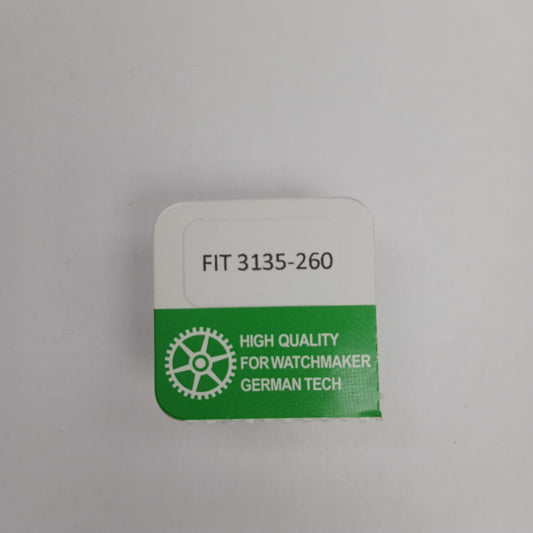 FIT 3135-260
HIGH QUALITY
FOR WATCHMAKER
GERMAN TECH